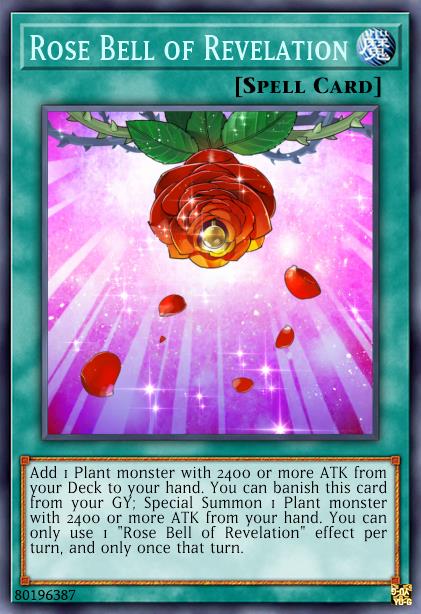 Rose Bell of Revelation
[Spell Card]
Add 1 Plant monster with 2400 or more ATK from
your Deck to your hand. You can banish this card
from your GY; Special Summon 1 Plant monster
with 2400 or more ATK from your hand. You can
only use 1 "Rose Bell of Revelation" effect per
turn, and only once that turn.
80196387